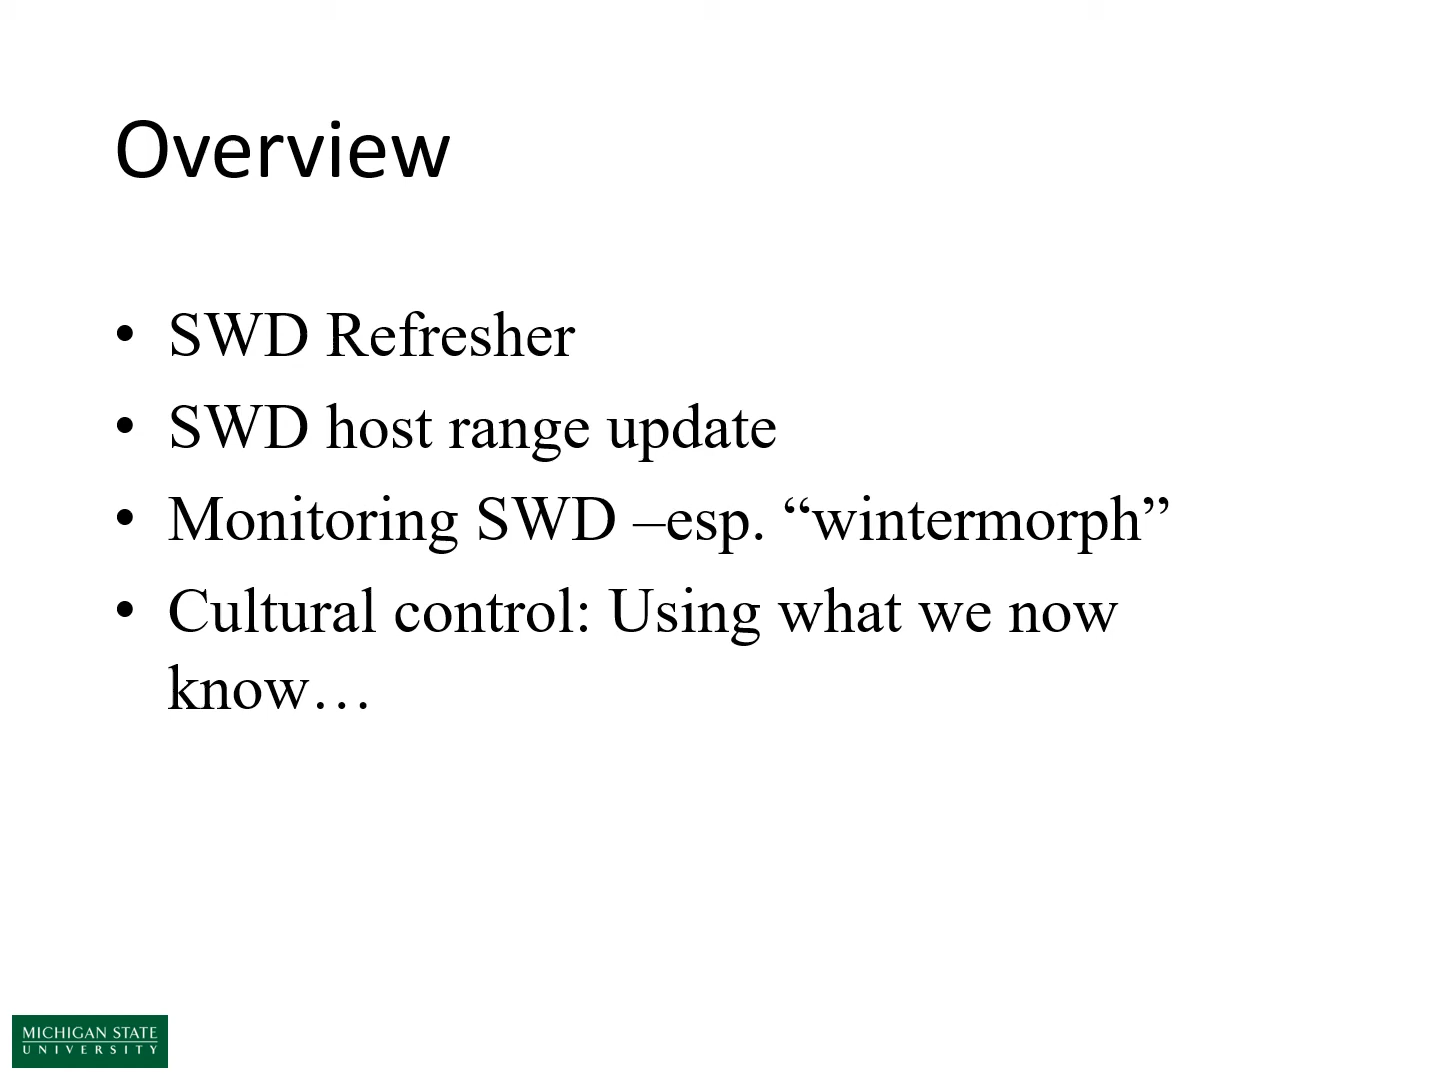 Overview
• SWD Refresher
• SWD host range update
• Monitoring SWD –esp. “wintermorph”
• Cultural control: Using what we now
know…
MICHIGAN STATE
UNIVERSITY